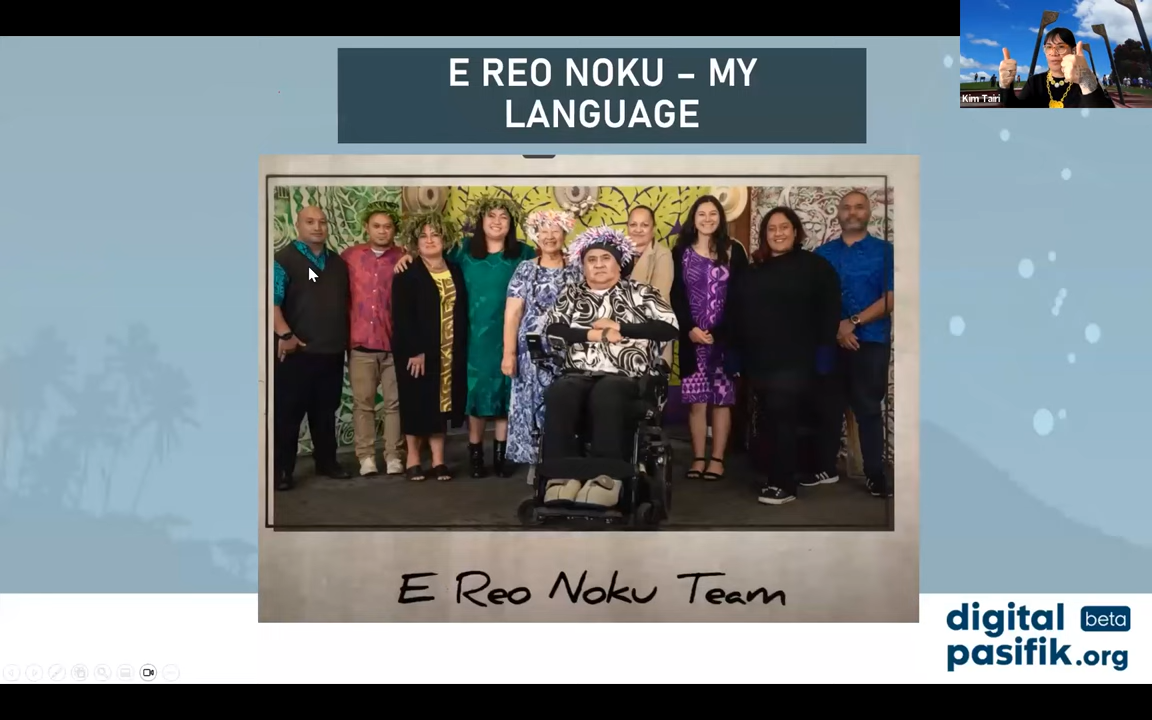 E REO NOKU – MY
LANGUAGE
Kim Tairi
E Reo Noku Team
digital beta
pasifik.org